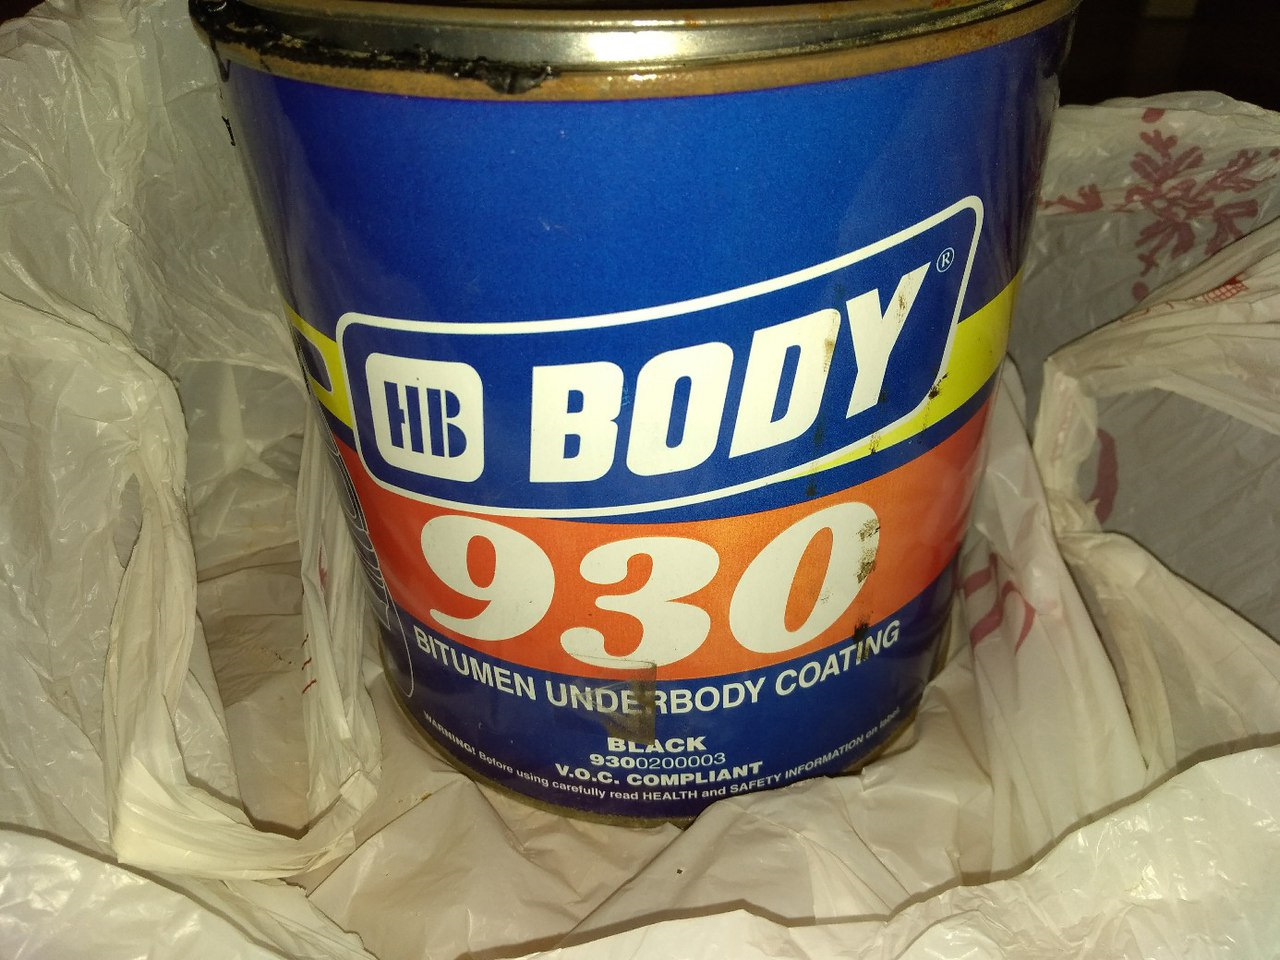 HB BODY®
930
BITUMEN UNDERBODY COATING
BLACK
9300200003
V.O.C. COMPLIANT
WARNING! Before using carefully read HEALTH and SAFETY INFORMATION on label.